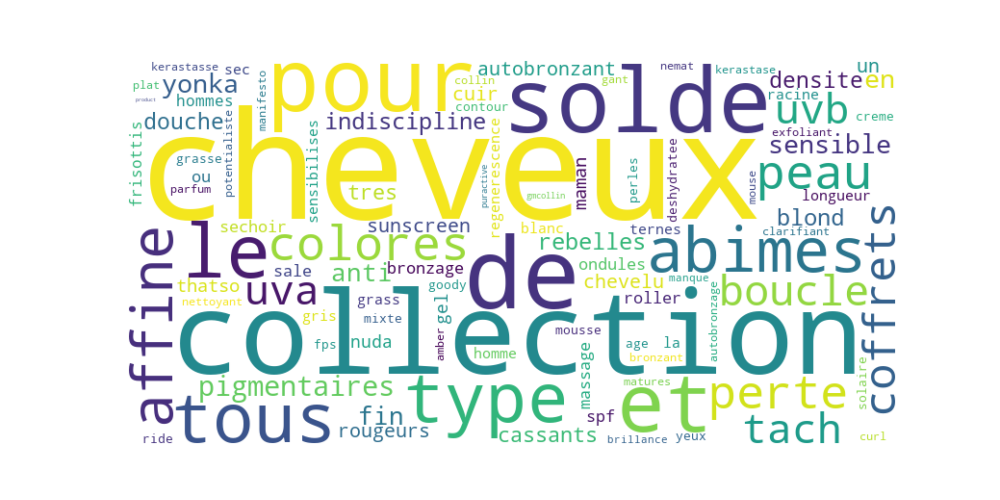 kerastasse sec
pour
autobronzant
nemat
solde
kerastase
un
plat
yonka
collin
gant
densite
en
product
hommes
manifesto
cuir
contour
uvb
racine
creme
douche
indiscipline
cheveux
exfoliant
frisottis
potentialiste
sensibilises
regenerescence
sensible
grasse
ou
parfum
tres
puractive
gmcollin
maman
perles
deshydratee
mouse
peau
longueur
sechoir
sunscreen
blanc
ternes
blond
clarifiant
affine
le
colores
de
rebelles
abimes
coffrets
sale
anti
bronzage
ondules
thatso
uva
goody
chevelu
manque
boucle
nettoyant
grass
gel
roller
collection
gris
mixte
fps
nuda
amber
homme
mousse
age
la
autobronzage
massage
bronzant
solaire
pigmentaires
type
matures
et
perte
tous
fin
spf
tach
rougeurs
cassants
ride
brillance
yeux
curl